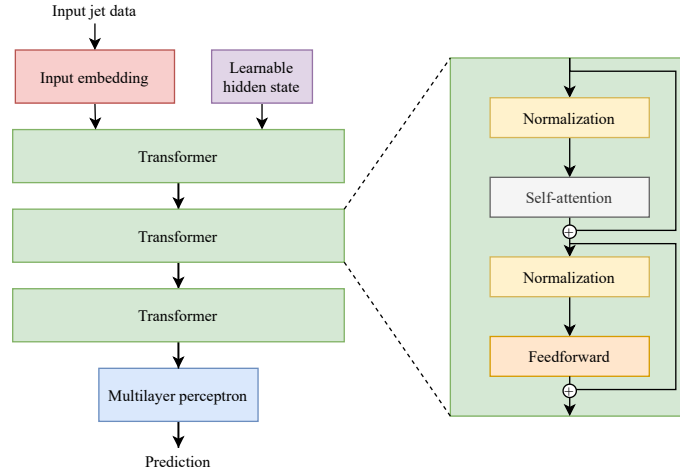 Input jet data
Input embedding
Learnable
hidden state
Transformer
Transformer
Transformer
Multilayer perceptron
Prediction
Normalization
Self-attention
Normalization
Feedforward